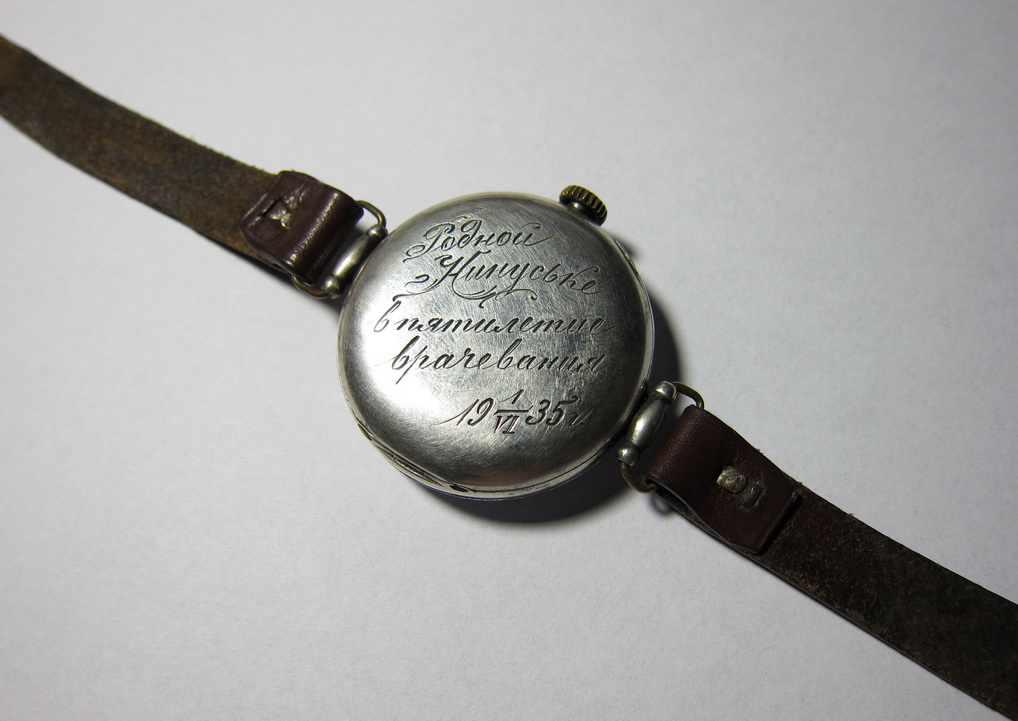 Родной
Нинуське
в пятилетие
врачевания
19 1/VI 35 г.